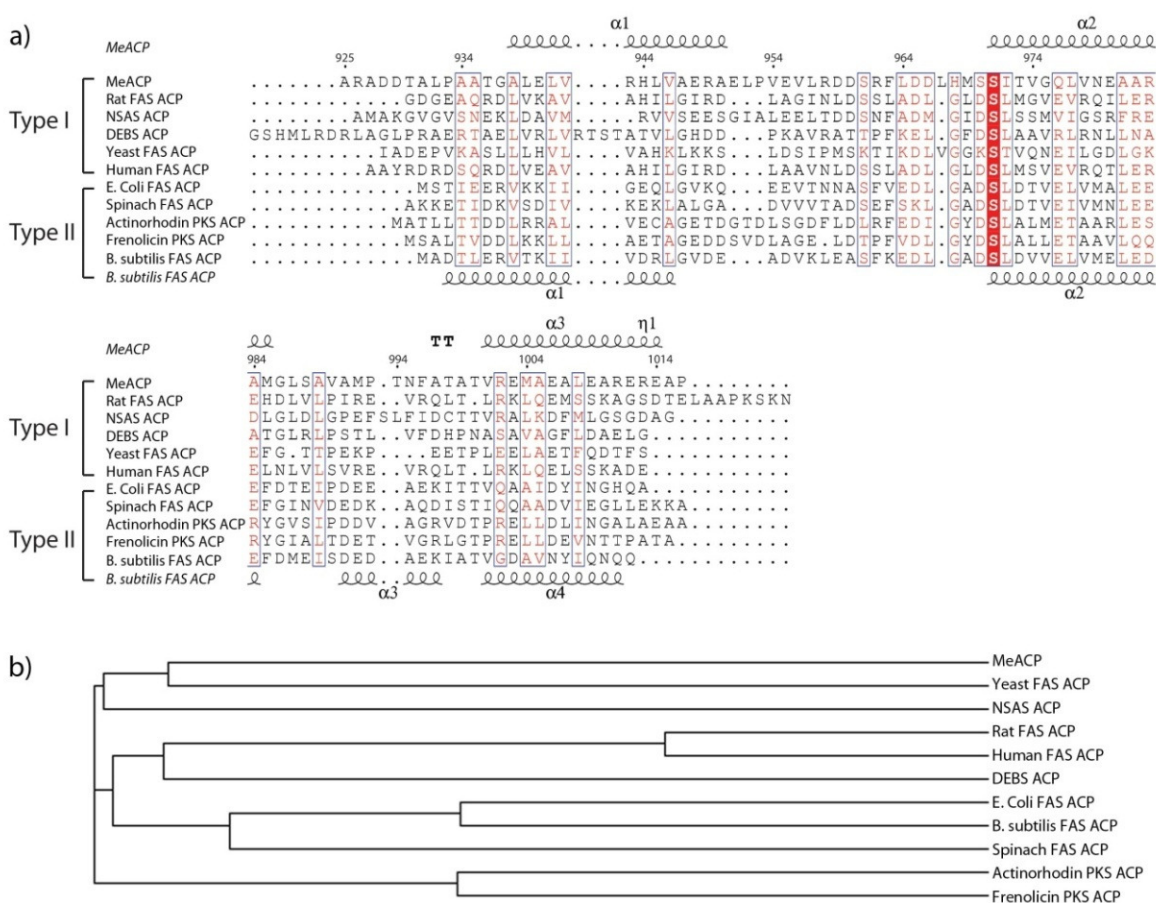 a)
α1 α2
MeACP
925 934 944 954 964 974
Type I
MeACP .......ARADDTALPAATGALELV....RHLVAERAELPVEVLRDDSRFLDDLHMSSITVGQLVNEAAR
Rat FAS ACP ..............GDGEAQRDLVKAV....AHILGIRD...LAGINLDSSLADL.GLDSLMGVEVRQILER
NSAS ACP ........AMAKGVGVSNEKLDAVM....RVVSEESGIALEELTDDSNFADM.GIDSLSSMVIGSRFRE
DEBS ACP GSHMLRDRLAGLPRAERTAELVRLVRTSTATVLGHDD...PKAVRATTPFKEL.GFDSLAAVRLRNLLNA
Yeast FAS ACP ..........IADEPVKASLLLHVL....VAHKLKKS...LDSIPMSKTIKDLVGGKSTVQNEILGDLGK
Human FAS ACP .........AAYRDRDSQRDLVEAV....AHILGIRD...LAAINLDSSLADL.GLDSLMSVEVRQTLER
Type II
E. Coli FAS ACP .............MSTIEERVKKII....GEQLGVKQ...EEVTNNASFVEDLGADSLDTVELVMALEE
Spinach FAS ACP ............AKKETIDKVSDIV....KEKLALGA..DVVVTADSEFSKLGAYDSLDTVEIVMNLEE
Actinorhodin PKS ACP ...........MATLLTTDDLRRAL....VECAGETDGTDLSGDFLDLRFEDI.GYDSLALMETAARLES
Frenolicin PKS ACP ............MSALTVDDLKKLL....AETAGEDDSVDLAGE.LDTPFVDL.GYDSLALLETAAVLQQ
B. subtilis FAS ACP .............MADTLERVTKII....VDRLGVDE..ADVKLEASFKEDL.GADSLDVVELVMELED
B. subtilis FAS ACP
α1 α2
TT α3 η1
MeACP
984 994 1004 1014
Type I
MeACP AMGLSAVAMP.TNFATATVREMAEALEAREREAP........
Rat FAS ACP EHDLVLPIRE..VRQLT.LRKLQEMSSKAGSDTELAAPKSKN
NSAS ACP DLGLDLGPEFSLFIDCTTVRALKDFMLGSGDAG.........
DEBS ACP ATGLRLPSTL..VFDHPNASAVAGFLDAELG...........
Yeast FAS ACP EFG.TTPEKP....EETPLEELAETFQDTFS...........
Human FAS ACP ELNLVLSVRE..VRQLT.LRKLQELSSKADE...........
Type II
E. Coli FAS ACP EFDTEIPDEE..AEKITTVQAAIDYINGHQA...........
Spinach FAS ACP EFGINVDEDK..AQDISTIQQAADVIEGLLEKKA........
Actinorhodin PKS ACP RYGVSIPDDV..AGRVDTPRELLDLINGALAEAA........
Frenolicin PKS ACP RYGIALTDET..VGRLGTPRELLDEVNTTPATA.........
B. subtilis FAS ACP EFDMEISDED..AEKIATVGDAVNYIQNQQ............
B. subtilis FAS ACP
α3 α4
b)
MeACP
Yeast FAS ACP
NSAS ACP
Rat FAS ACP
Human FAS ACP
DEBS ACP
E. Coli FAS ACP
B. subtilis FAS ACP
Spinach FAS ACP
Actinorhodin PKS ACP
Frenolicin PKS ACP